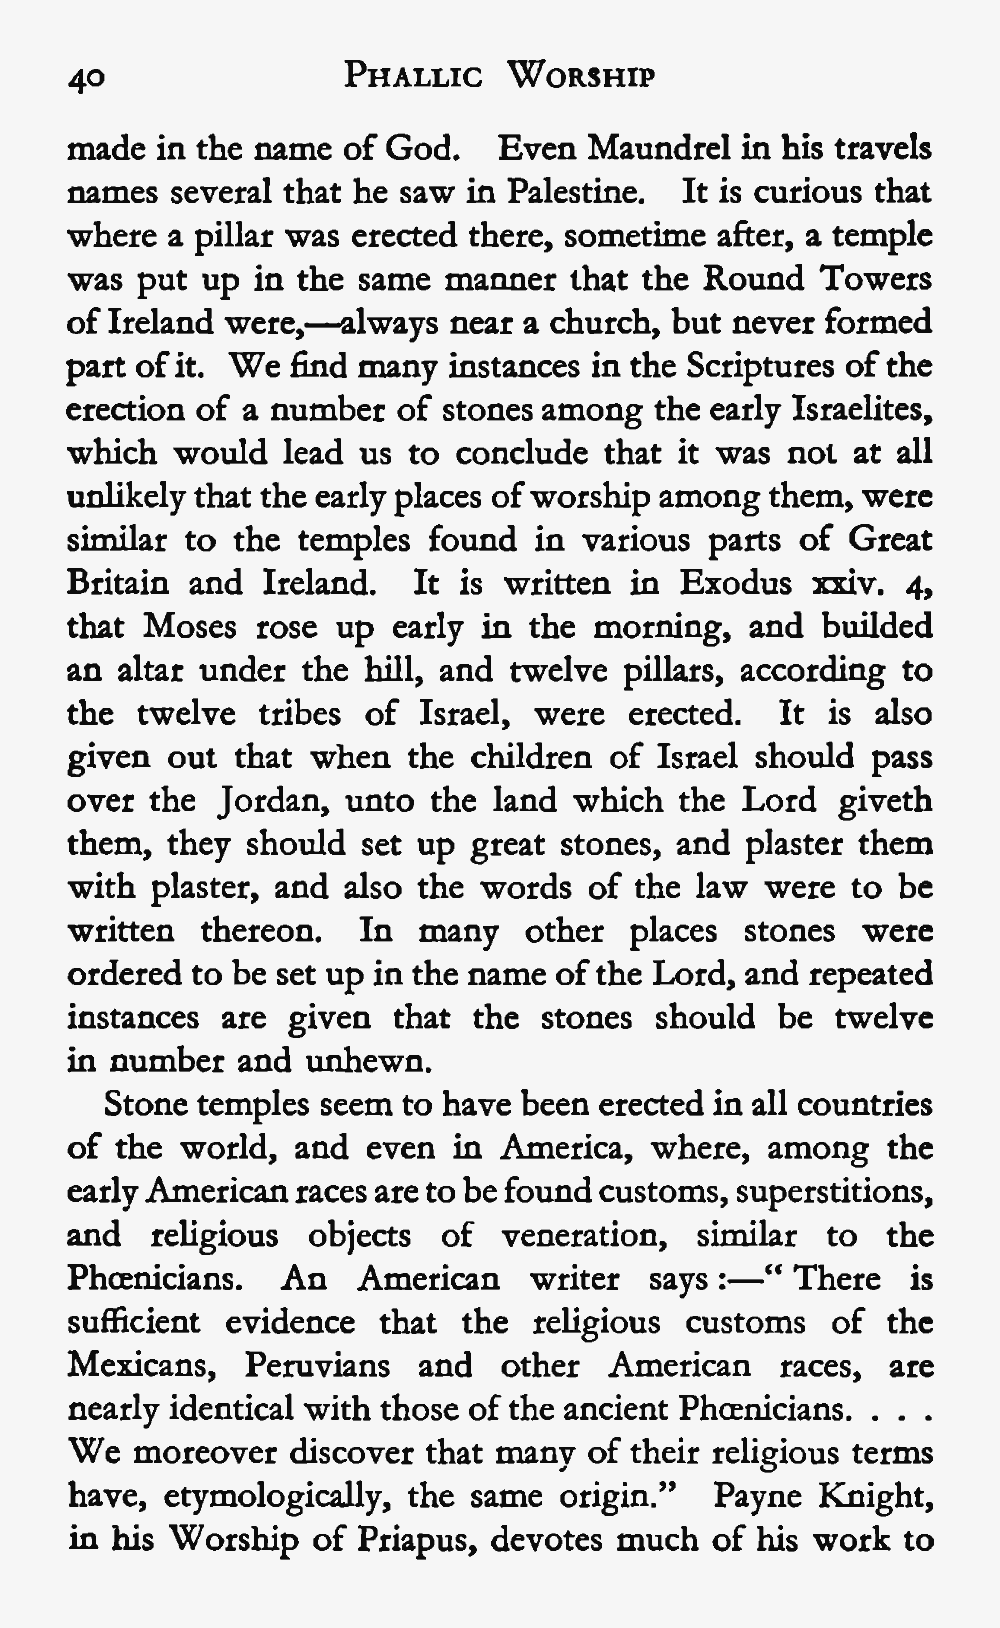 40 Phallic Worship
made in the name of God. Even Maundrel in his travels
names several that he saw in Palestine. It is curious that
where a pillar was erected there, sometime after, a temple
was put up in the same manner that the Round Towers
of Ireland were,—always near a church, but never formed
part of it. We find many instances in the Scriptures of the
erection of a number of stones among the early Israelites,
which would lead us to conclude that it was not at all
unlikely that the early places of worship among them, were
similar to the temples found in various parts of Great
Britain and Ireland. It is written in Exodus xxiv. 4,
that Moses rose up early in the morning, and builded
an altar under the hill, and twelve pillars, according to
the twelve tribes of Israel, were erected. It is also
given out that when the children of Israel should pass
over the Jordan, unto the land which the Lord giveth
them, they should set up great stones, and plaster them
with plaster, and also the words of the law were to be
written thereon. In many other places stones were
ordered to be set up in the name of the Lord, and repeated
instances are given that the stones should be twelve
in number and unhewn.
Stone temples seem to have been erected in all countries
of the world, and even in America, where, among the
early American races are to be found customs, superstitions,
and religious objects of veneration, similar to the
Phœnicians. An American writer says :—“ There is
sufficient evidence that the religious customs of the
Mexicans, Peruvians and other American races, are
nearly identical with those of the ancient Phœnicians. . . .
We moreover discover that many of their religious terms
have, etymologically, the same origin.” Payne Knight,
in his Worship of Priapus, devotes much of his work to